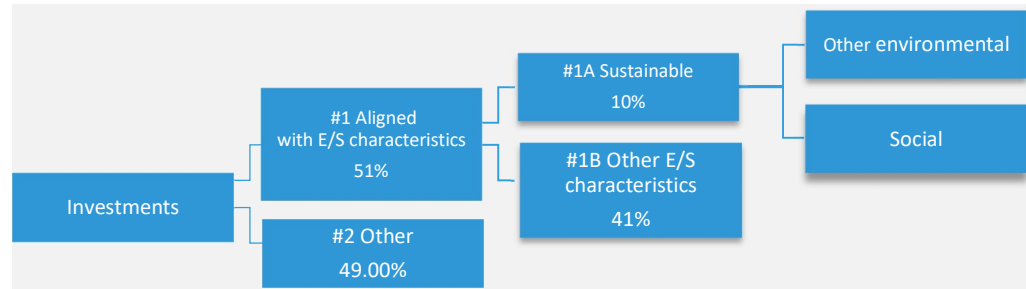 Investments
#1 Aligned
with E/S characteristics
51%
#2 Other
49.00%
#1A Sustainable
10%
#1B Other E/S
characteristics
41%
Other environmental
Social